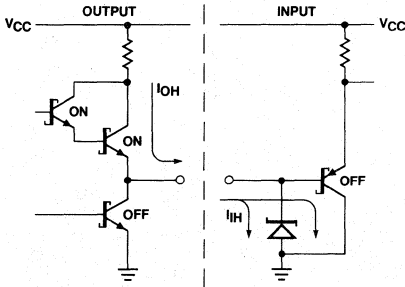 OUTPUT
INPUT
VCC
VCC
IOH
ON
ON
OFF
OFF
IIH